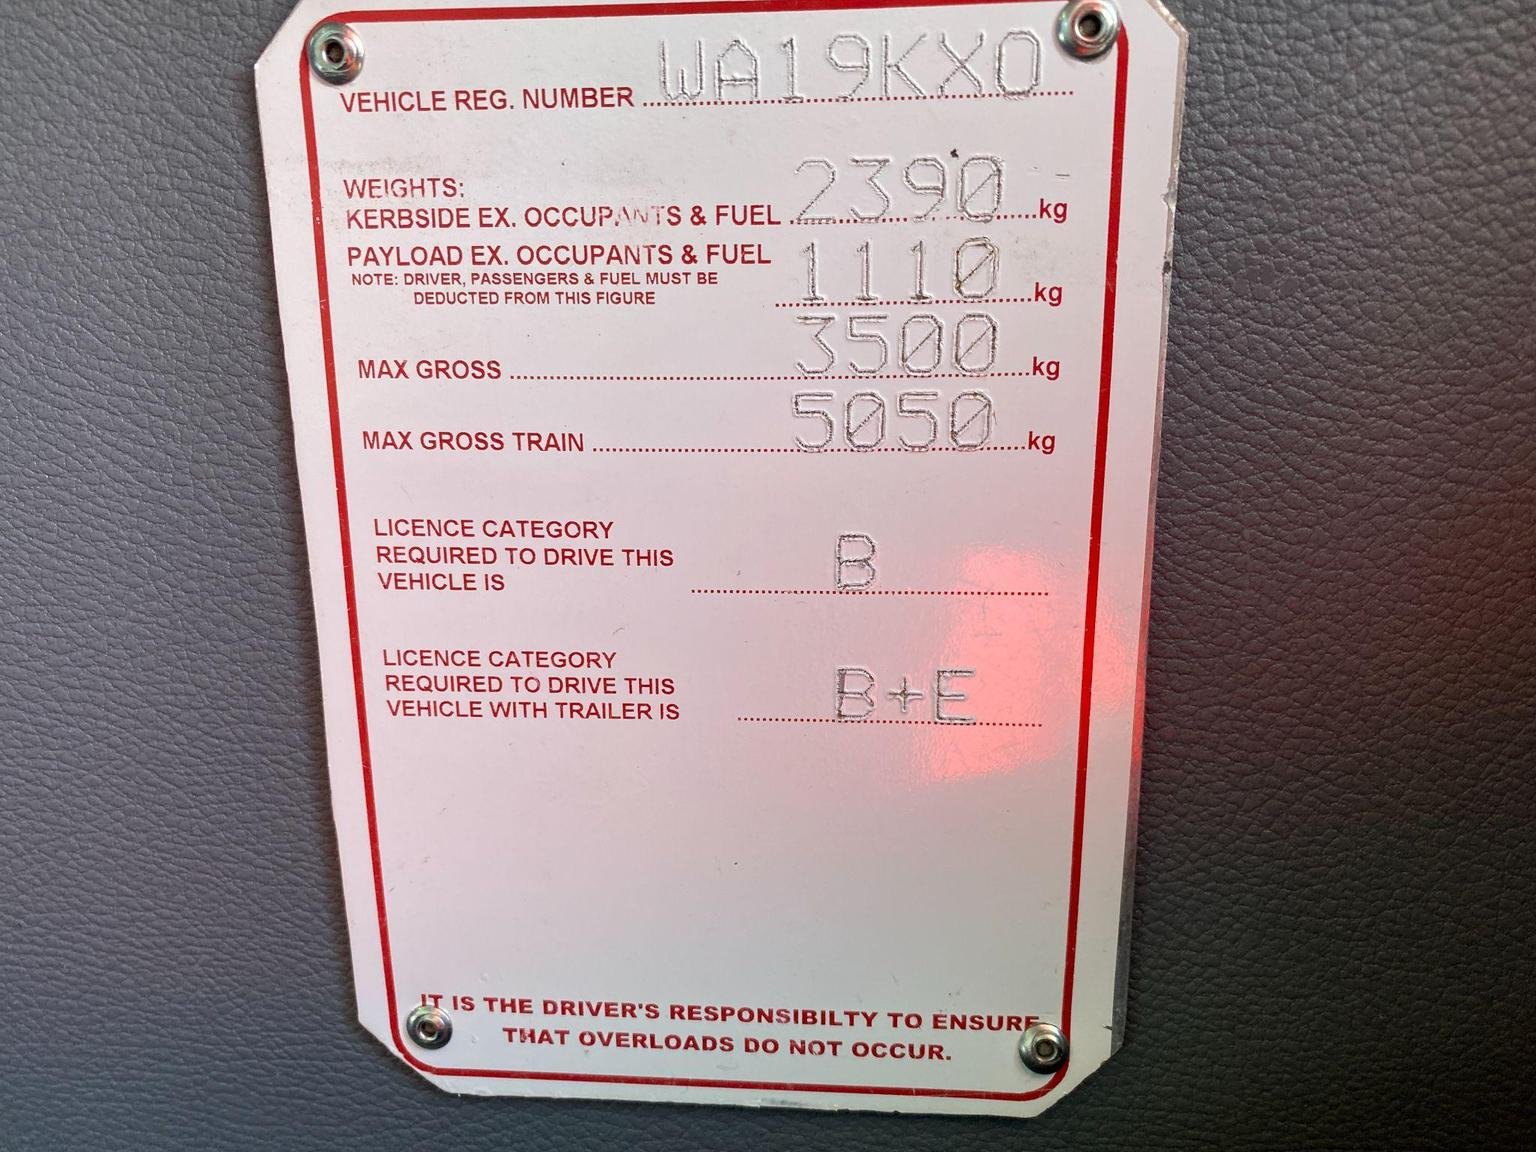 VEHICLE REG. NUMBER WA19KXO
WEIGHTS:
KERBSIDE EX. OCCUPANTS & FUEL 2390 kg
PAYLOAD EX. OCCUPANTS & FUEL
NOTE: DRIVER, PASSENGERS & FUEL MUST BE
DEDUCTED FROM THIS FIGURE 1110 kg
MAX GROSS 3500 kg
MAX GROSS TRAIN 5050 kg
LICENCE CATEGORY
REQUIRED TO DRIVE THIS
VEHICLE IS B
LICENCE CATEGORY
REQUIRED TO DRIVE THIS
VEHICLE WITH TRAILER IS B+E
IT IS THE DRIVER'S RESPONSIBILTY TO ENSURE
THAT OVERLOADS DO NOT OCCUR.